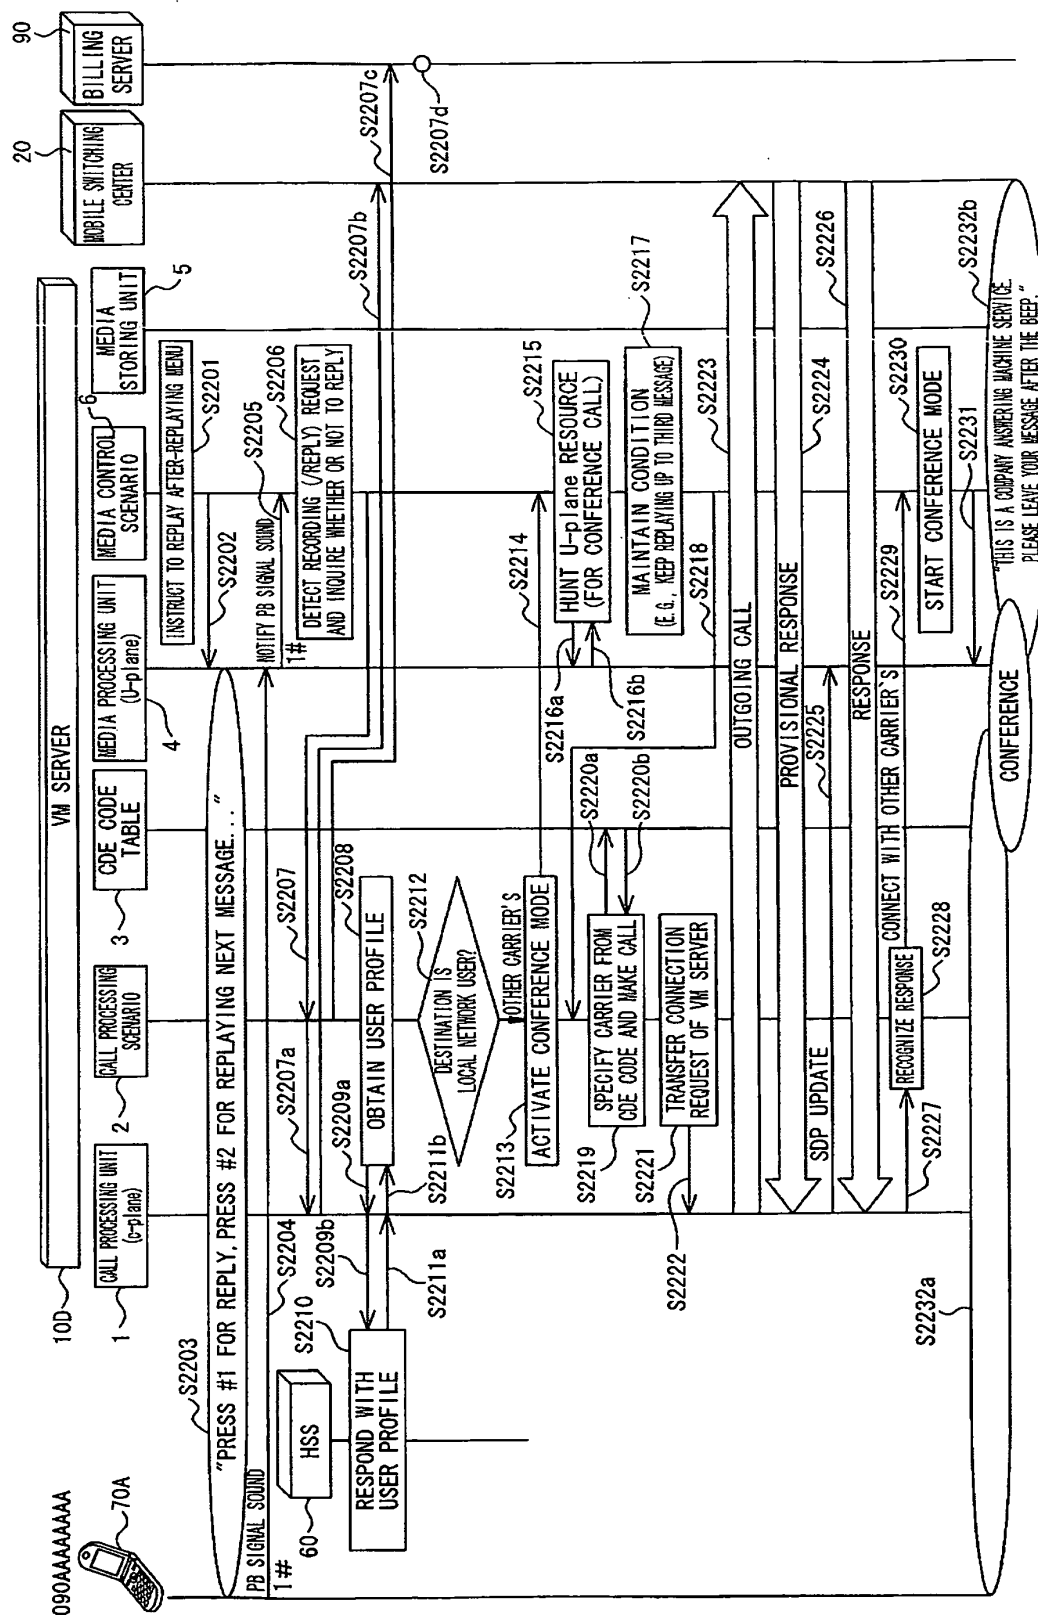 090AAAAAAAA
70A
VM SERVER
10D
CALL PROCESSING UNIT
(c-plane)
1
CALL PROCESSING
SCENARIO
2
CDE CODE
TABLE
3
MEDIA PROCESSING UNIT
(U-plane)
4
MEDIA CONTROL
SCENARIO
6
MEDIA
STORING UNIT
5
MOBILE SWITCHING
CENTER
20
BILLING
SERVER
90
INSTRUCT TO REPLAY AFTER-REPLAYING MENU
S2201
S2202
S2203
"PRESS #1 FOR REPLY, PRESS #2 FOR REPLAYING NEXT MESSAGE..."
PB SIGNAL SOUND
1#
S2204
NOTIFY PB SIGNAL SOUND
1#
S2205
DETECT RECORDING (/REPLY) REQUEST
AND INQUIRE WHETHER OR NOT TO REPLY
S2206
HSS
60
S2207
S2207a
S2207b
S2207c
S2207d
OBTAIN USER PROFILE
S2208
S2209a
S2209b
RESPOND WITH
USER PROFILE
S2210
S2211a
S2211b
DESTINATION IS
LOCAL NETWORK USER?
S2212
OTHER CARRIER'S
ACTIVATE CONFERENCE MODE
S2213
S2214
HUNT U-plane RESOURCE
(FOR CONFERENCE CALL)
S2215
S2216a
S2216b
MAINTAIN CONDITION
(E.G., KEEP REPLAYING UP TO THIRD MESSAGE)
S2217
S2218
SPECIFY CARRIER FROM
CDE CODE AND MAKE CALL
S2219
S2220a
S2220b
TRANSFER CONNECTION
REQUEST OF VM SERVER
S2221
S2222
OUTGOING CALL
S2223
PROVISIONAL RESPONSE
S2224
SDP UPDATE
S2225
RESPONSE
S2226
S2227
RECOGNIZE RESPONSE
S2228
CONNECT WITH OTHER CARRIER'S
S2229
START CONFERENCE MODE
S2230
S2231
S2232a
CONFERENCE
S2232b
"THIS IS A COMPANY ANSWERING MACHINE SERVICE.
PLEASE LEAVE YOUR MESSAGE AFTER THE BEEP."